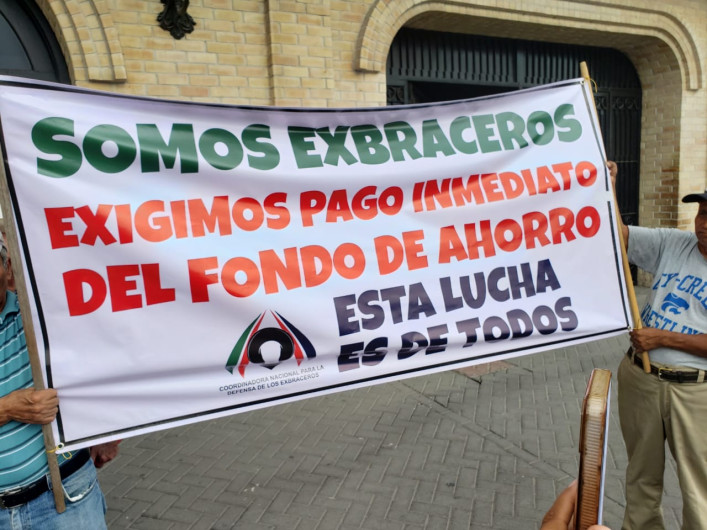 SOMOS EXBRACEROS
EXIGIMOS PAGO INMEDIATO
DEL FONDO DE AHORRO
ESTA LUCHA
ES DE TODOS
COORDINADORA NACIONAL PARA LA
DEFENSA DE LOS EXBRACEROS